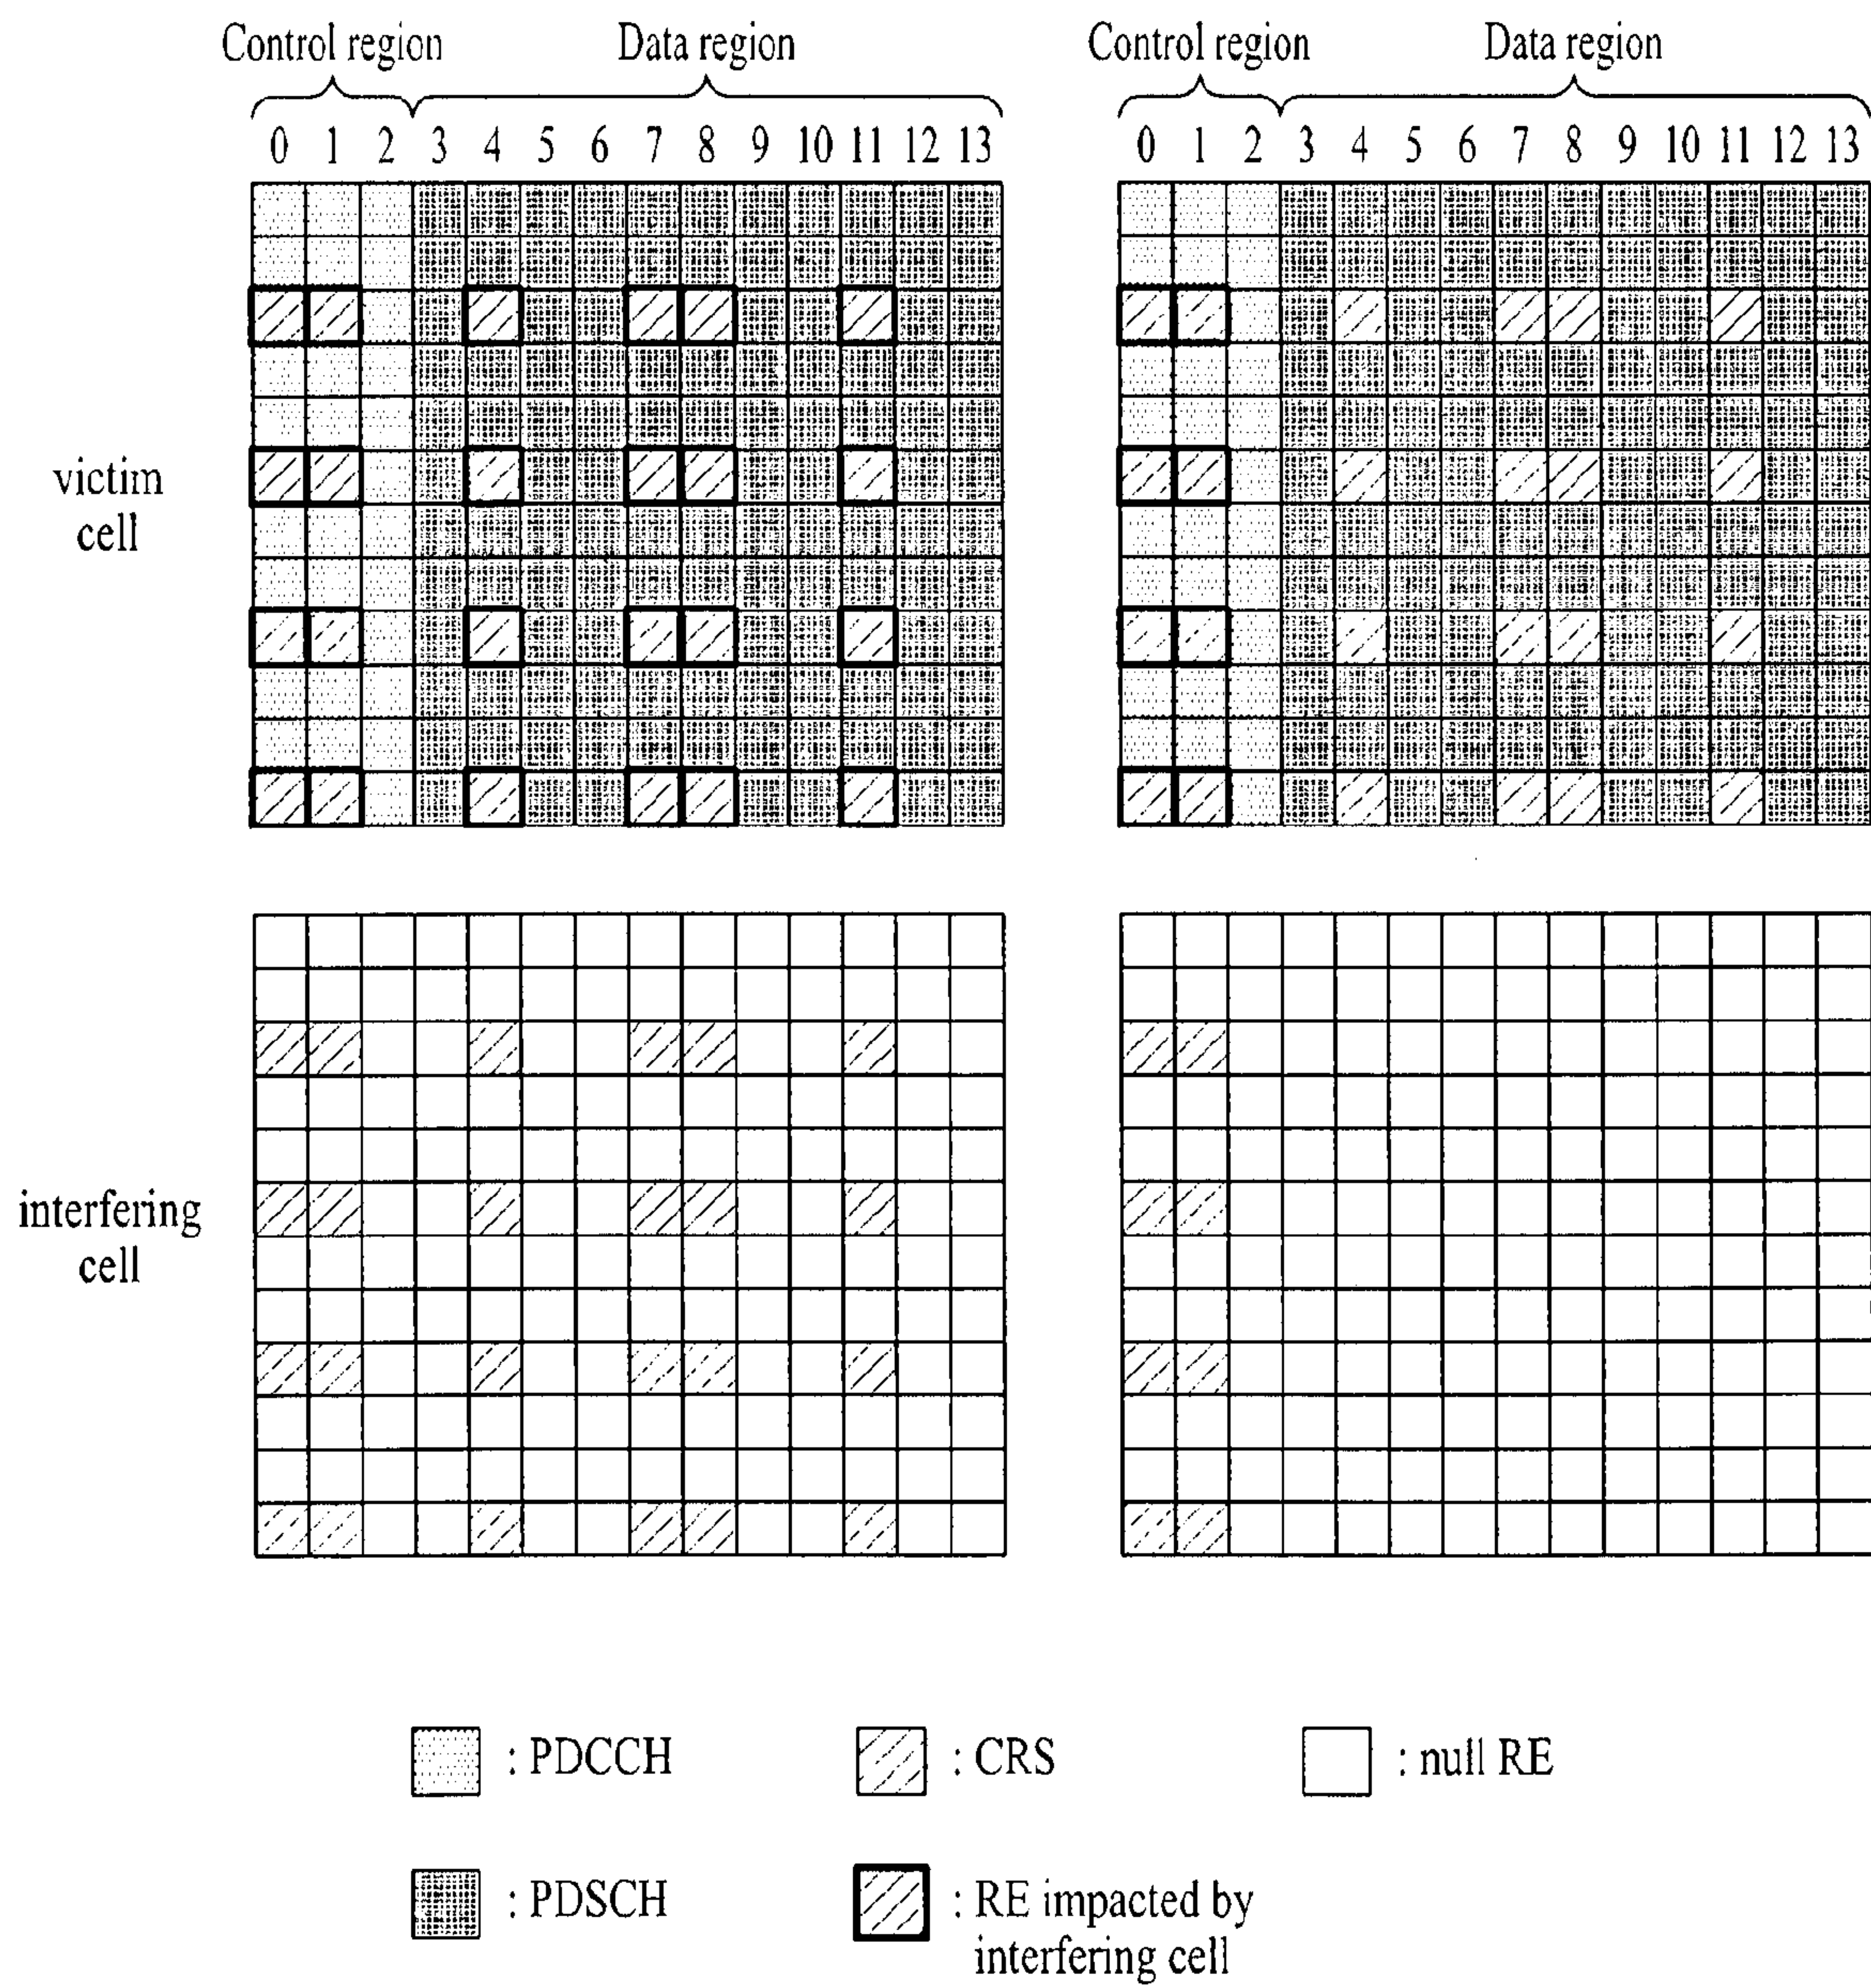 Control region Data region Control region Data region
0 1 2 3 4 5 6 7 8 9 10 11 12 13 0 1 2 3 4 5 6 7 8 9 10 11 12 13
victim
cell
interfering
cell
: PDCCH : CRS : null RE
: PDSCH : RE impacted by
interfering cell